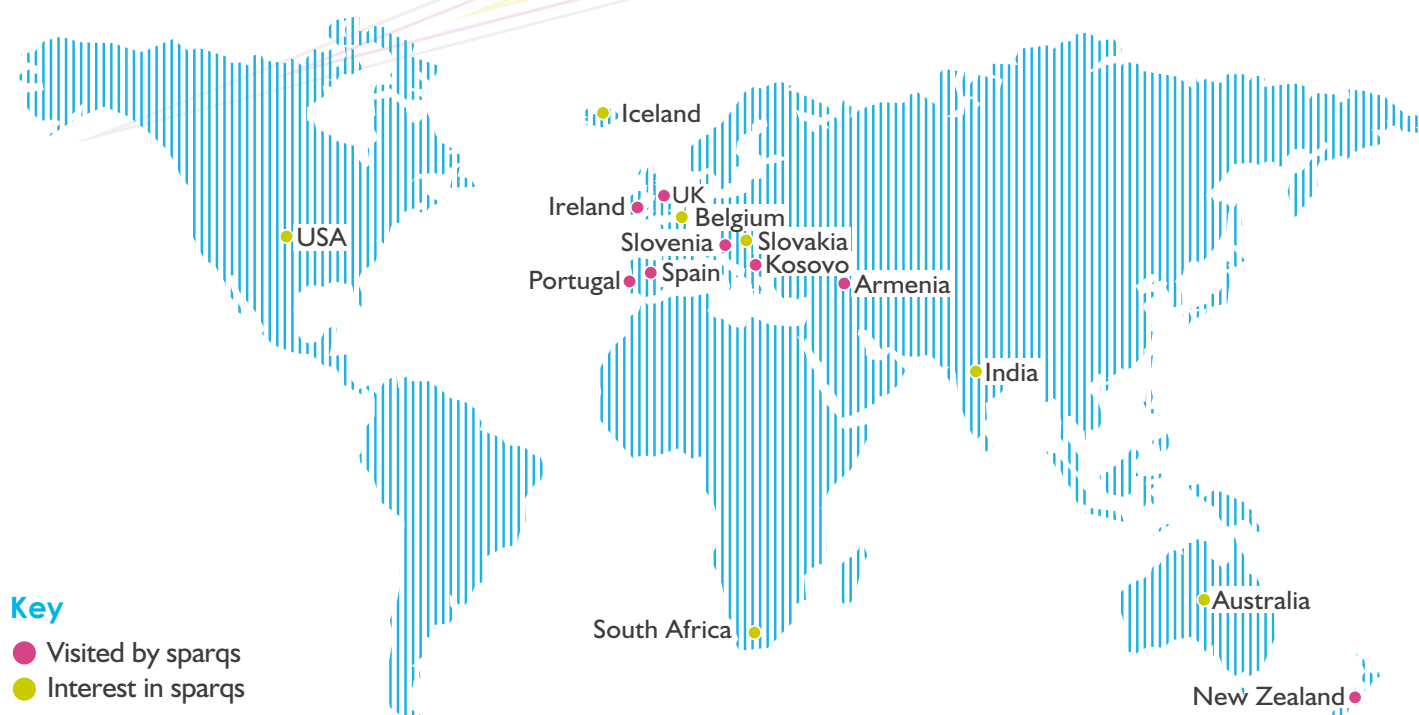 Iceland
UK
Ireland
Belgium
USA
Slovenia
Slovakia
Kosovo
Spain
Portugal
Armenia
India
Australia
South Africa
New Zealand
Key
Visited by sparqs
Interest in sparqs